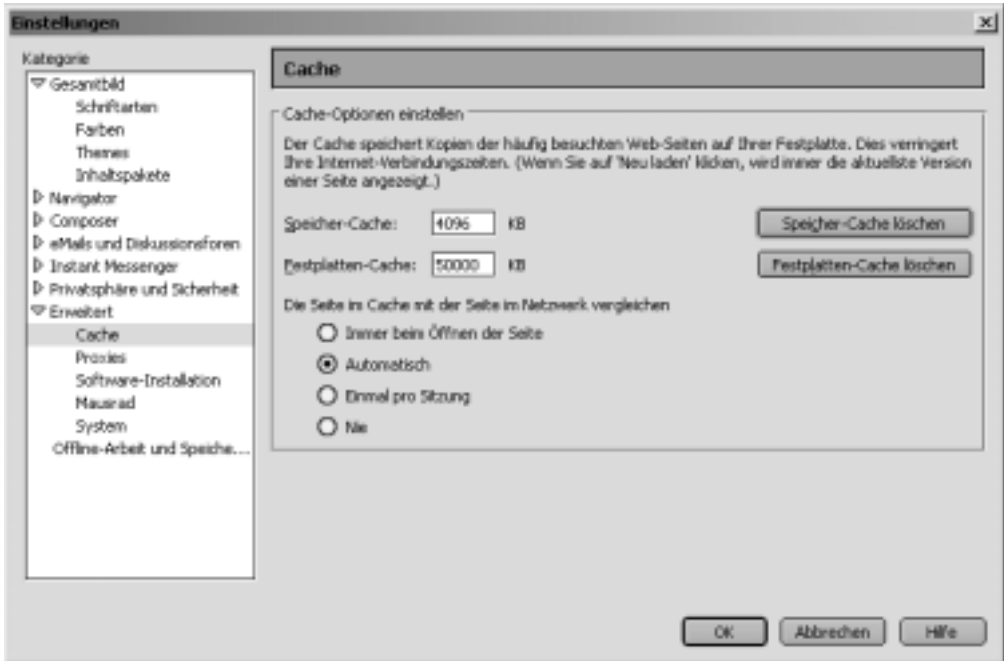 Einstellungen
Kategorie
Gesamtbild
Schriftarten
Farben
Themes
Inhaltspakete
Navigator
Composer
eMails und Diskussionsforen
Instant Messenger
Privatsphäre und Sicherheit
Erweitert
Cache
Proxies
Software-Installation
Mausrad
System
Offline-Arbeit und Speiche....
Cache
Cache-Optionen einstellen
Der Cache speichert Kopien der häufig besuchten Web-Seiten auf Ihrer Festplatte. Dies verringert
Ihre Internet-Verbindungszeiten. (Wenn Sie auf 'Neu laden' klicken, wird immer die aktuellste Version
einer Seite angezeigt.)
Speicher-Cache: 4096 KB Speicher-Cache löschen
Festplatten-Cache: 50000 KB Festplatten-Cache löschen
Die Seite im Cache mit der Seite im Netzwerk vergleichen
Immer beim Öffnen der Seite
Automatisch
Einmal pro Sitzung
Nie
OK Abbrechen Hilfe